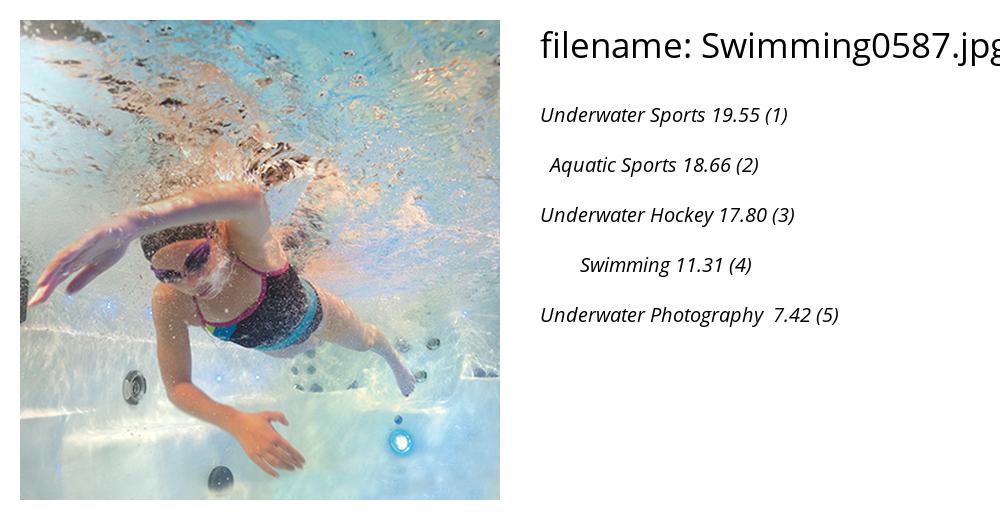 filename: Swimming0587.jpg
Underwater Sports 19.55 (1)
Aquatic Sports 18.66 (2)
Underwater Hockey 17.80 (3)
Swimming 11.31 (4)
Underwater Photography 7.42 (5)